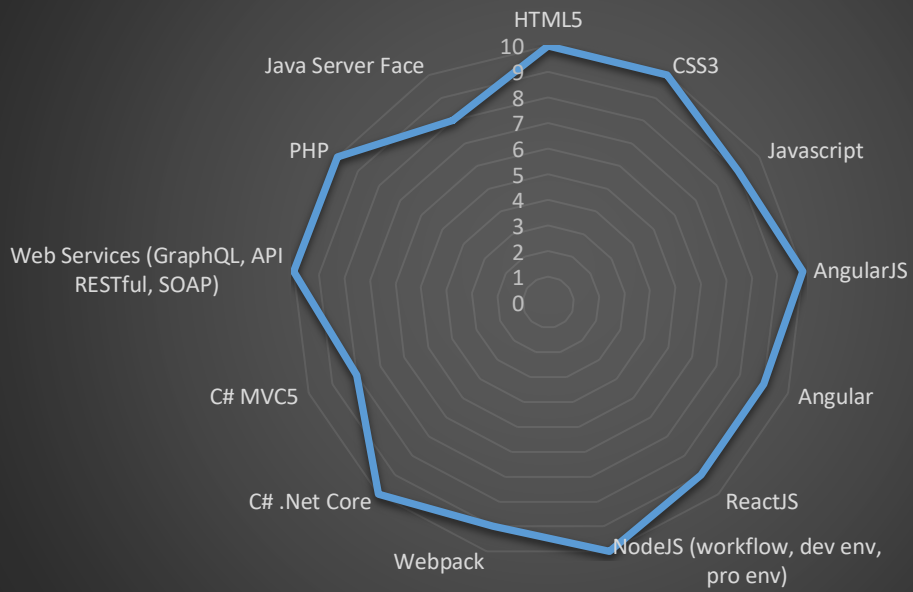 HTML5
10
9
8
7
6
5
4
3
2
1
0
CSS3
Javascript
AngularJS
Angular
ReactJS
NodeJS (workflow, dev env,
pro env)
Webpack
C# .Net Core
C# MVC5
Web Services (GraphQL, API
RESTful, SOAP)
PHP
Java Server Face